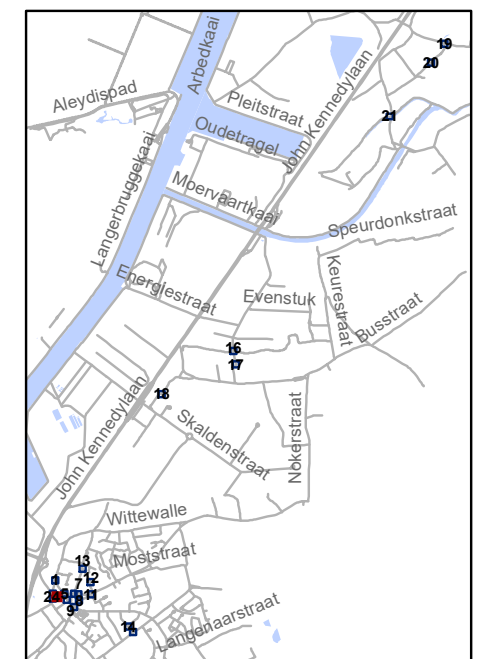 19
Arbedkaai
20
Aleydispad
Pleitstraat
John Kennedylaan
21
Oudetragel
Langerbruggekaai
Moervaartkaai
Speurdonkstraat
Energiestraat
Evenstuk
Keurestraat
Busstraat
16
17
18
John Kennedylaan
Skaldenstraat
Nokerstraat
Wittewalle
Moststraat
13
7
12
11
9
14
Langenaarstraat